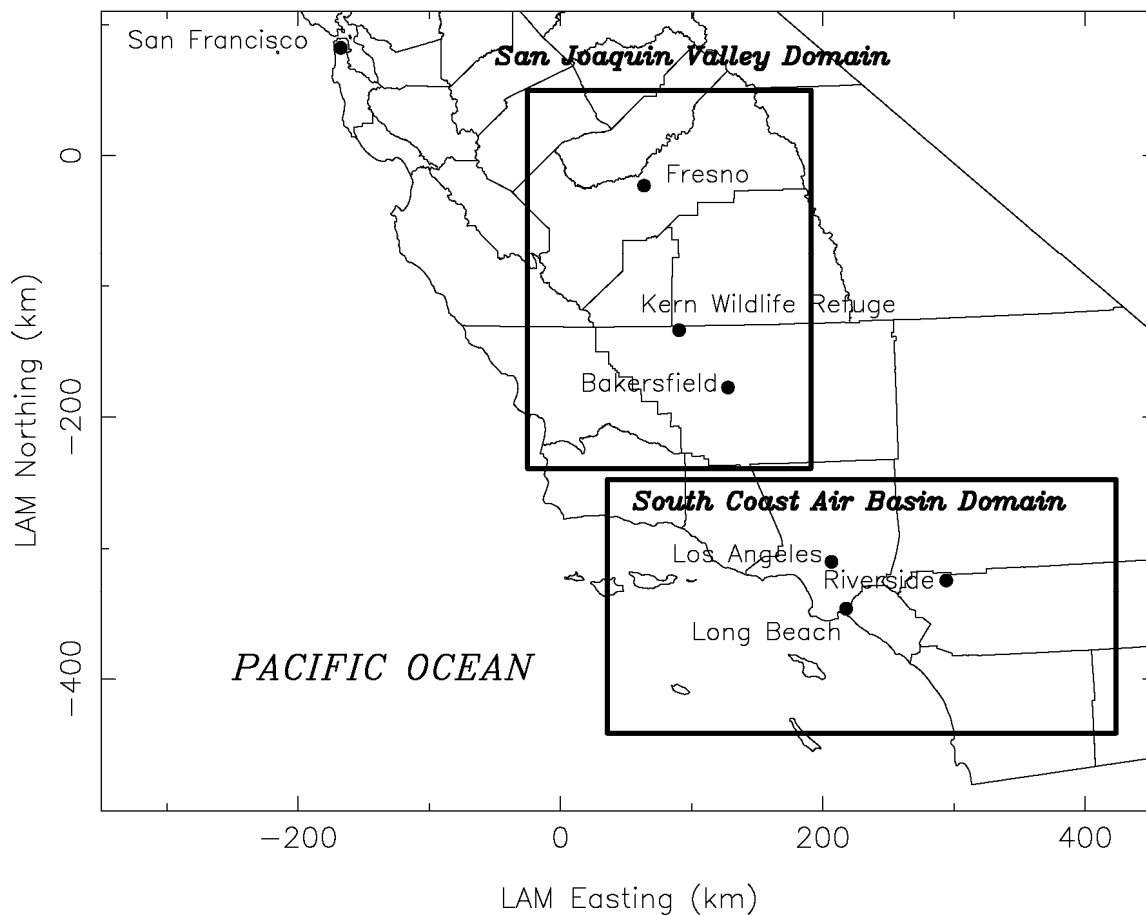 San Francisco
San Joaquin Valley Domain
0
Fresno
Kern Wildlife Refuge
Bakersfield
−200
LAM Northing (km)
South Coast Air Basin Domain
Los Angeles
Riverside
Long Beach
PACIFIC OCEAN
−400
−200 0 200 400
LAM Easting (km)